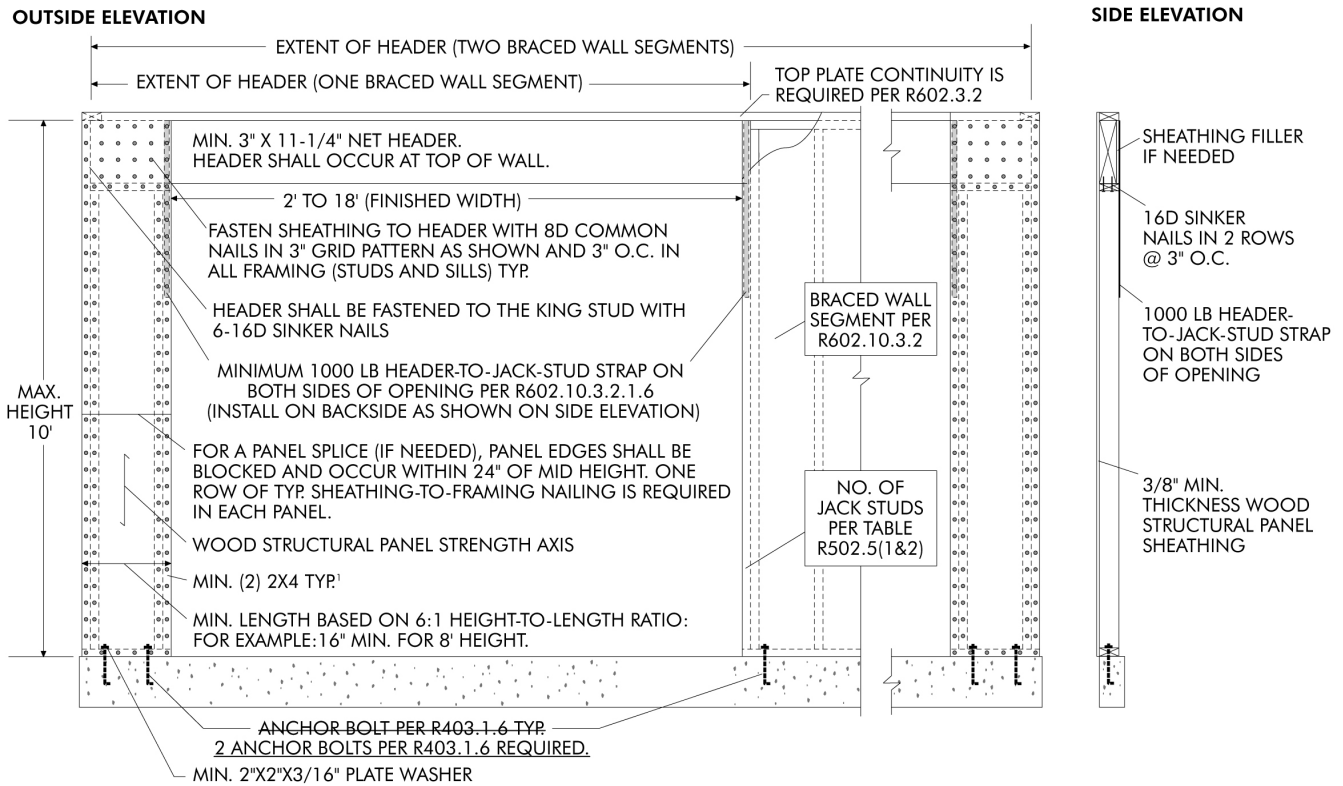 OUTSIDE ELEVATION
SIDE ELEVATION
EXTENT OF HEADER (TWO BRACED WALL SEGMENTS)
EXTENT OF HEADER (ONE BRACED WALL SEGMENT)
TOP PLATE CONTINUITY IS
REQUIRED PER R602.3.2
MIN. 3" X 11-1/4" NET HEADER.
HEADER SHALL OCCUR AT TOP OF WALL.
2' TO 18' (FINISHED WIDTH)
FASTEN SHEATHING TO HEADER WITH 8D COMMON
NAILS IN 3" GRID PATTERN AS SHOWN AND 3" O.C. IN
ALL FRAMING (STUDS AND SILLS) TYP.
HEADER SHALL BE FASTENED TO THE KING STUD WITH
6-16D SINKER NAILS
MINIMUM 1000 LB HEADER-TO-JACK-STUD STRAP ON
BOTH SIDES OF OPENING PER R602.10.3.2.1.6
(INSTALL ON BACKSIDE AS SHOWN ON SIDE ELEVATION)
MAX.
HEIGHT
10'
FOR A PANEL SPLICE (IF NEEDED), PANEL EDGES SHALL BE
BLOCKED AND OCCUR WITHIN 24" OF MID HEIGHT. ONE
ROW OF TYP. SHEATHING-TO-FRAMING NAILING IS REQUIRED
IN EACH PANEL.
WOOD STRUCTURAL PANEL STRENGTH AXIS
MIN. (2) 2X4 TYP.¹
MIN. LENGTH BASED ON 6:1 HEIGHT-TO-LENGTH RATIO:
FOR EXAMPLE:16" MIN. FOR 8' HEIGHT.
BRACED WALL
SEGMENT PER
R602.10.3.2
NO. OF
JACK STUDS
PER TABLE
R502.5(1&2)
ANCHOR BOLT PER R403.1.6 TYP.
2 ANCHOR BOLTS PER R403.1.6 REQUIRED.
MIN. 2"X2"X3/16" PLATE WASHER
SHEATHING FILLER
IF NEEDED
16D SINKER
NAILS IN 2 ROWS
@ 3" O.C.
1000 LB HEADER-
TO-JACK-STUD STRAP
ON BOTH SIDES
OF OPENING
3/8" MIN.
THICKNESS WOOD
STRUCTURAL PANEL
SHEATHING